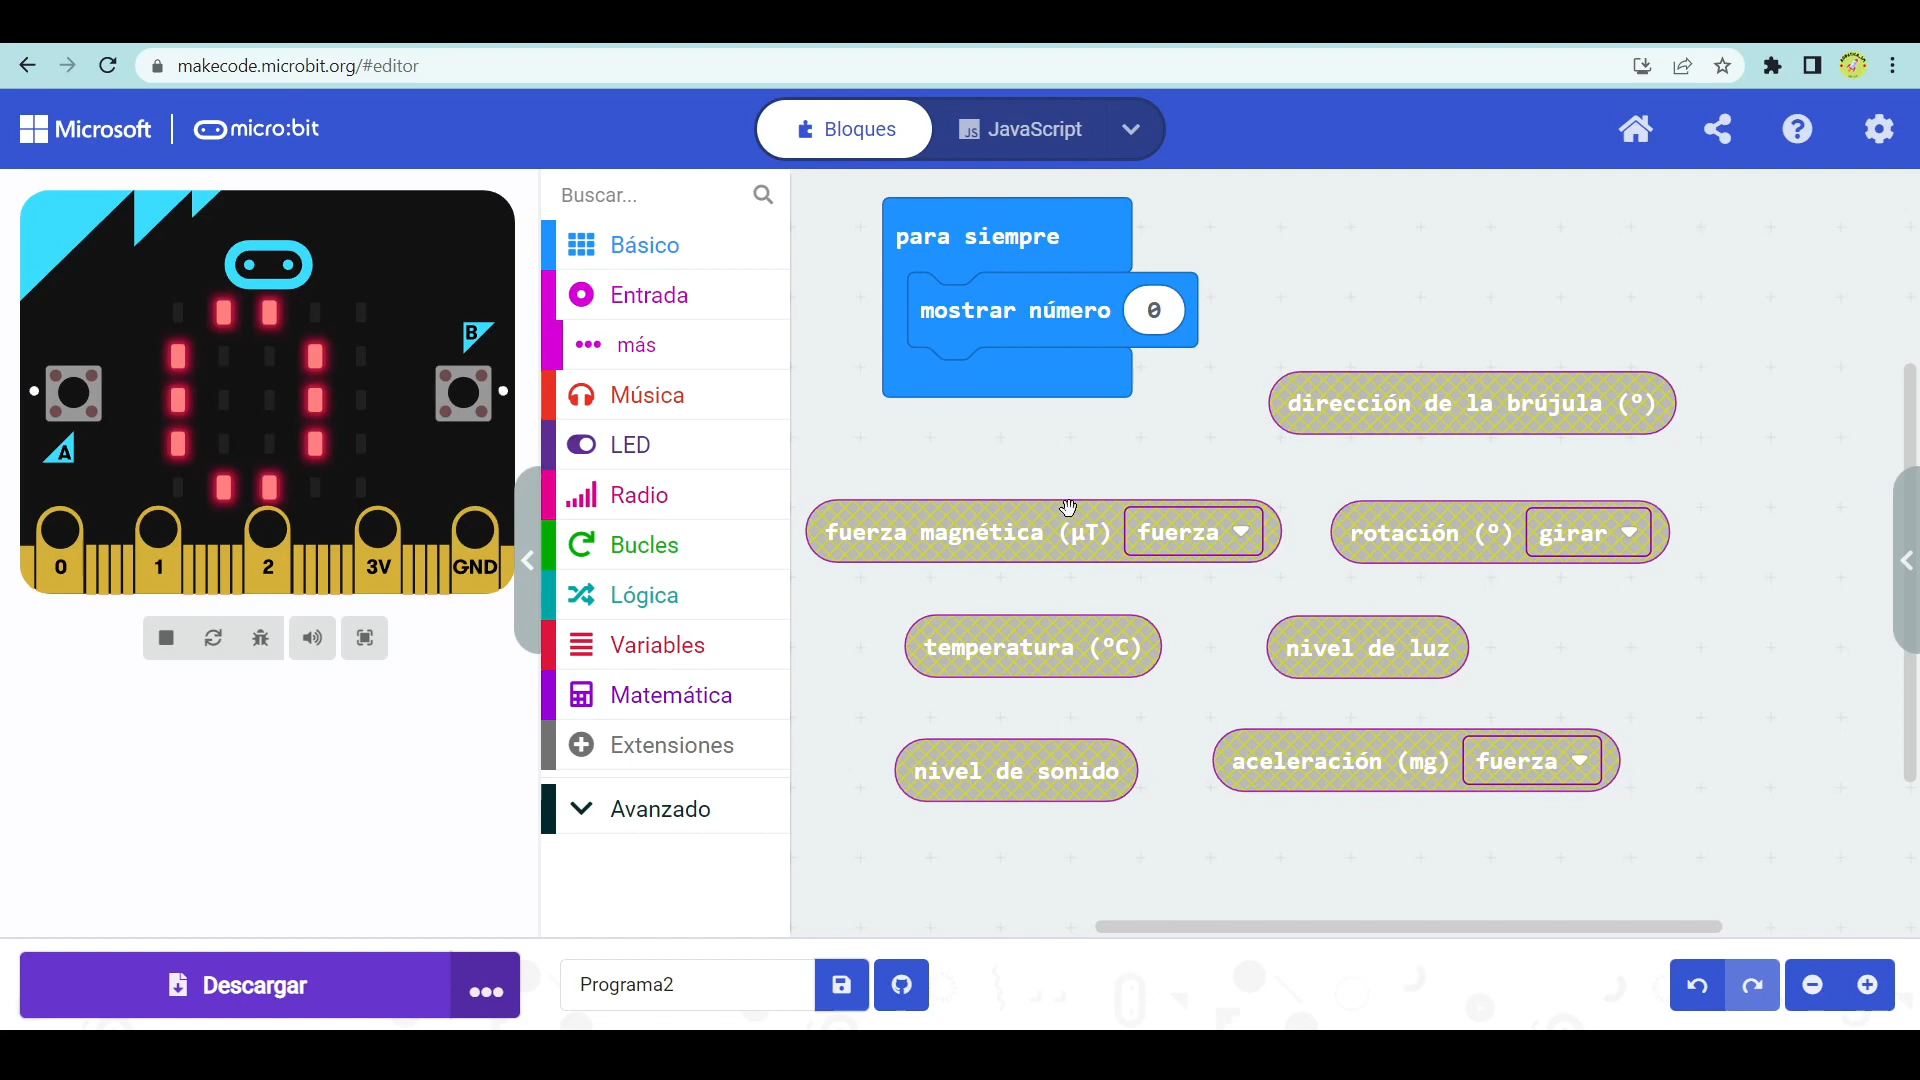 makecode.microbit.org/#editor
Microsoft
micro:bit
Bloques
JS
JavaScript
Buscar...
Básico
Entrada
más
Música
LED
Radio
Bucles
Lógica
Variables
Matemática
Extensiones
Avanzado
B
A
0
1
2
3V
GND
para siempre
mostrar número 0
dirección de la brújula (º)
fuerza magnética (µT) fuerza
rotación (º) girar
temperatura (ºC)
nivel de luz
nivel de sonido
aceleración (mg) fuerza
Descargar
Programa2